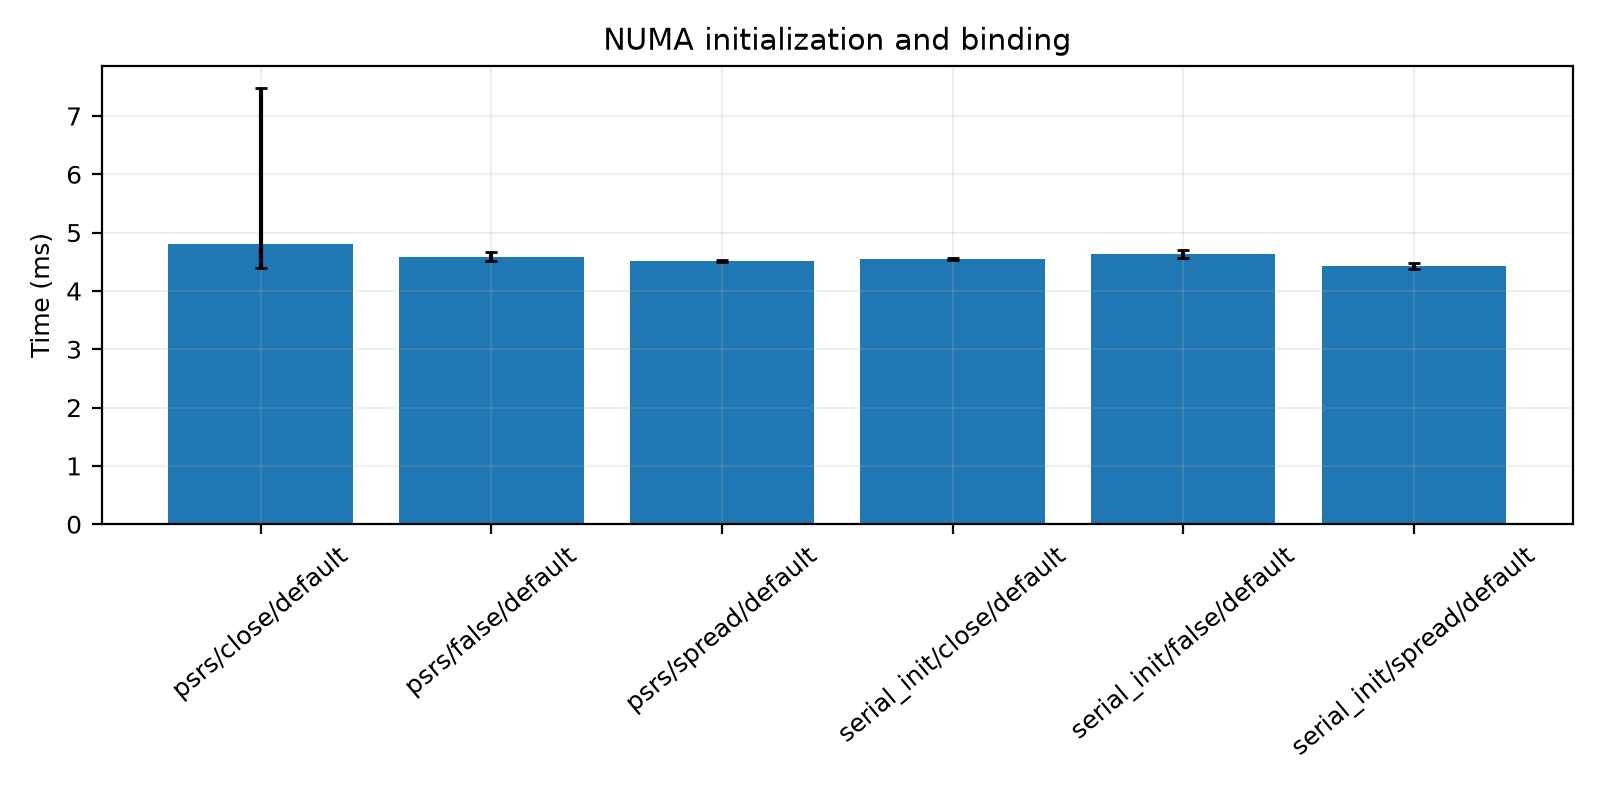 NUMA initialization and binding
Time (ms)
7
6
5
4
3
2
1
0
psrs/close/default
psrs/false/default
psrs/spread/default
serial_init/close/default
serial_init/false/default
serial_init/spread/default